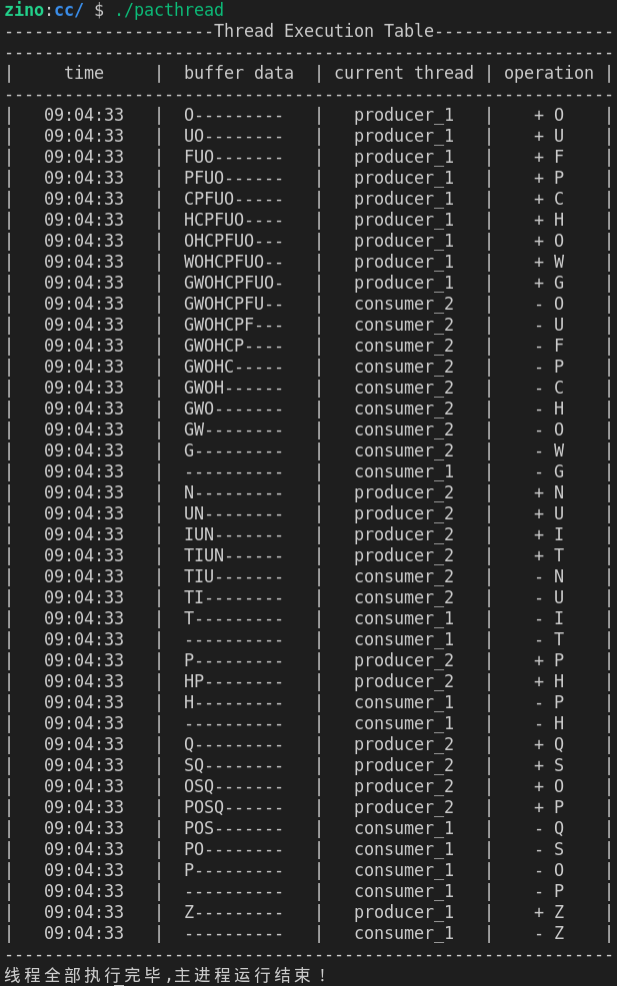 zino:cc/ $ ./pacthread
---------------------Thread Execution Table------------------
-------------------------------------------------------------
|     time     |  buffer data  | current thread | operation |
-------------------------------------------------------------
|   09:04:33   |  O---------   |   producer_1   |    + O    |
|   09:04:33   |  UO--------   |   producer_1   |    + U    |
|   09:04:33   |  FUO-------   |   producer_1   |    + F    |
|   09:04:33   |  PFUO------   |   producer_1   |    + P    |
|   09:04:33   |  CPFUO-----   |   producer_1   |    + C    |
|   09:04:33   |  HCPFUO----   |   producer_1   |    + H    |
|   09:04:33   |  OHCPFUO---   |   producer_1   |    + O    |
|   09:04:33   |  WOHCPFUO--   |   producer_1   |    + W    |
|   09:04:33   |  GWOHCPFUO-   |   producer_1   |    + G    |
|   09:04:33   |  GWOHCPFU--   |   consumer_2   |    - O    |
|   09:04:33   |  GWOHCPF---   |   consumer_2   |    - U    |
|   09:04:33   |  GWOHCP----   |   consumer_2   |    - F    |
|   09:04:33   |  GWOHC-----   |   consumer_2   |    - P    |
|   09:04:33   |  GWOH------   |   consumer_2   |    - C    |
|   09:04:33   |  GWO-------   |   consumer_2   |    - H    |
|   09:04:33   |  GW--------   |   consumer_2   |    - O    |
|   09:04:33   |  G---------   |   consumer_2   |    - W    |
|   09:04:33   |  ----------   |   consumer_1   |    - G    |
|   09:04:33   |  N---------   |   producer_2   |    + N    |
|   09:04:33   |  UN--------   |   producer_2   |    + U    |
|   09:04:33   |  IUN-------   |   producer_2   |    + I    |
|   09:04:33   |  TIUN------   |   producer_2   |    + T    |
|   09:04:33   |  TIU-------   |   consumer_2   |    - N    |
|   09:04:33   |  TI--------   |   consumer_2   |    - U    |
|   09:04:33   |  T---------   |   consumer_1   |    - I    |
|   09:04:33   |  ----------   |   consumer_1   |    - T    |
|   09:04:33   |  P---------   |   producer_2   |    + P    |
|   09:04:33   |  HP--------   |   producer_2   |    + H    |
|   09:04:33   |  H---------   |   consumer_1   |    - P    |
|   09:04:33   |  ----------   |   consumer_1   |    - H    |
|   09:04:33   |  Q---------   |   producer_2   |    + Q    |
|   09:04:33   |  SQ--------   |   producer_2   |    + S    |
|   09:04:33   |  OSQ-------   |   producer_2   |    + O    |
|   09:04:33   |  POSQ------   |   producer_2   |    + P    |
|   09:04:33   |  POS-------   |   consumer_1   |    - Q    |
|   09:04:33   |  PO--------   |   consumer_1   |    - S    |
|   09:04:33   |  P---------   |   consumer_1   |    - O    |
|   09:04:33   |  ----------   |   consumer_1   |    - P    |
|   09:04:33   |  Z---------   |   producer_1   |    + Z    |
|   09:04:33   |  ----------   |   consumer_1   |    - Z    |
-------------------------------------------------------------
线程全部执行完毕,主进程运行结束！